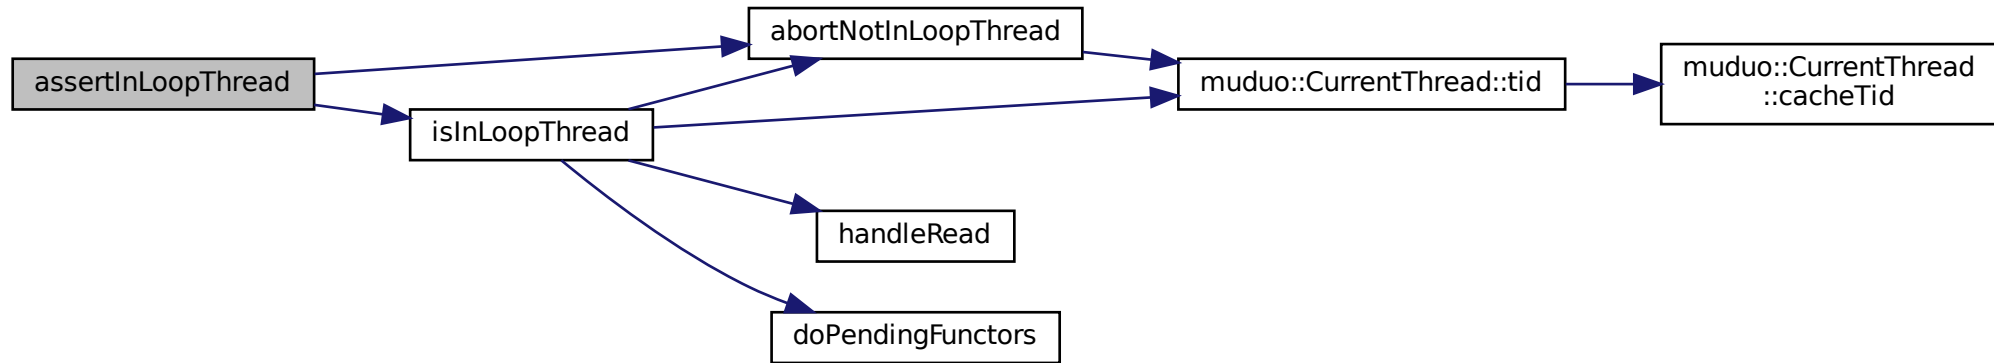 assertInLoopThread
abortNotInLoopThread
isInLoopThread
muduo::CurrentThread::tid
muduo::CurrentThread
::cacheTid
handleRead
doPendingFunctors